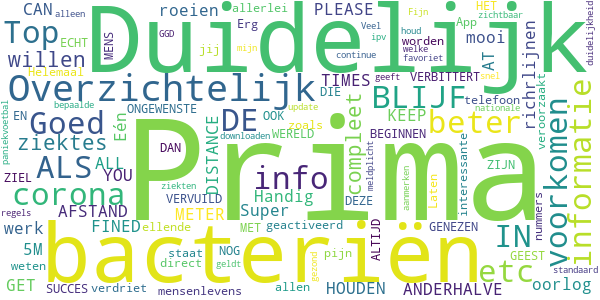 CAN allerlei PLEASE Veel ipv Fijn HET zichtbaar
alleen roeien App
Top ECHT GGD Erg mooi AT
Duidelijk
MENS jij mijn houd welke favoriet
willen continue worden duidelijkheid
Helemaal TIMES DIE VERBITTERT geeft snel
Overzichtelijk BLIJF telefoon richrlijnen
EN ONGEWENSTE update nationale
paniekvoetbal bepaalde Goed DE zoals OOK KEEP beter
Eén WERELD BEGINNEN veroorzaakt
ziektes DAN downloaden compleet
Prima
ALS ALL DISTANCE meldplicht interessante ZIJN voorkomen informatie
ZIEL YOU info aanmerken
corona ziekten Handig DEZE Laten IN
VERVUILD METER Super ALTIJD nummers
regels AFSTAND
werk FINED ellende MET geactiveerd GENEZEN
bacteriën
5M staat NOG pijn GEEST
weten direct geldt gezond etc standaard
GET SUCCES verdriet allen HOUDEN ANDERHALVE oorlog
mensenlevens